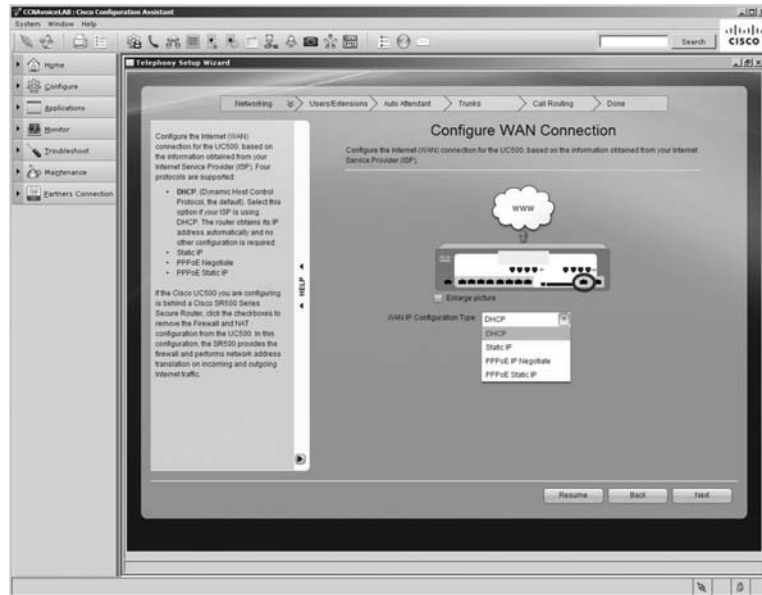 CCNAvoiceLAB : Cisco Configuration Assistant
System Window Help
Search
CISCO
Home
Configure
Applications
Monitor
Troubleshoot
Maintenance
Partners Connection
Telephony Setup Wizard
Networking
Users/Extensions
Auto Attendant
Trunks
Call Routing
Done
Configure the Internet (WAN)
connection for the UC500, based on
the information obtained from your
Internet Service Provider (ISP). Four
protocols are supported:
• DHCP. (Dynamic Host Control
Protocol, the default). Select this
option if your ISP is using
DHCP. The router obtains its IP
address automatically and no
other configuration is required.
• Static IP
• PPPoE Negotiate
• PPPoE Static IP
If the Cisco UC500 you are configuring
is behind a Cisco SR500 Series
Secure Router, click the checkboxes to
remove the Firewall and NAT
configuration from the UC500. In this
configuration, the SR500 provides the
firewall and performs network address
translation on incoming and outgoing
Internet traffic.
HELP
Configure WAN Connection
Configure the Internet (WAN) connection for the UC500, based on the information obtained from your Internet
Service Provider (ISP).
WWW
Enlarge picture
WAN IP Configuration Type
DHCP
DHCP
Static IP
PPPoE IP Negotiate
PPPoE Static IP
Resume
Back
Next